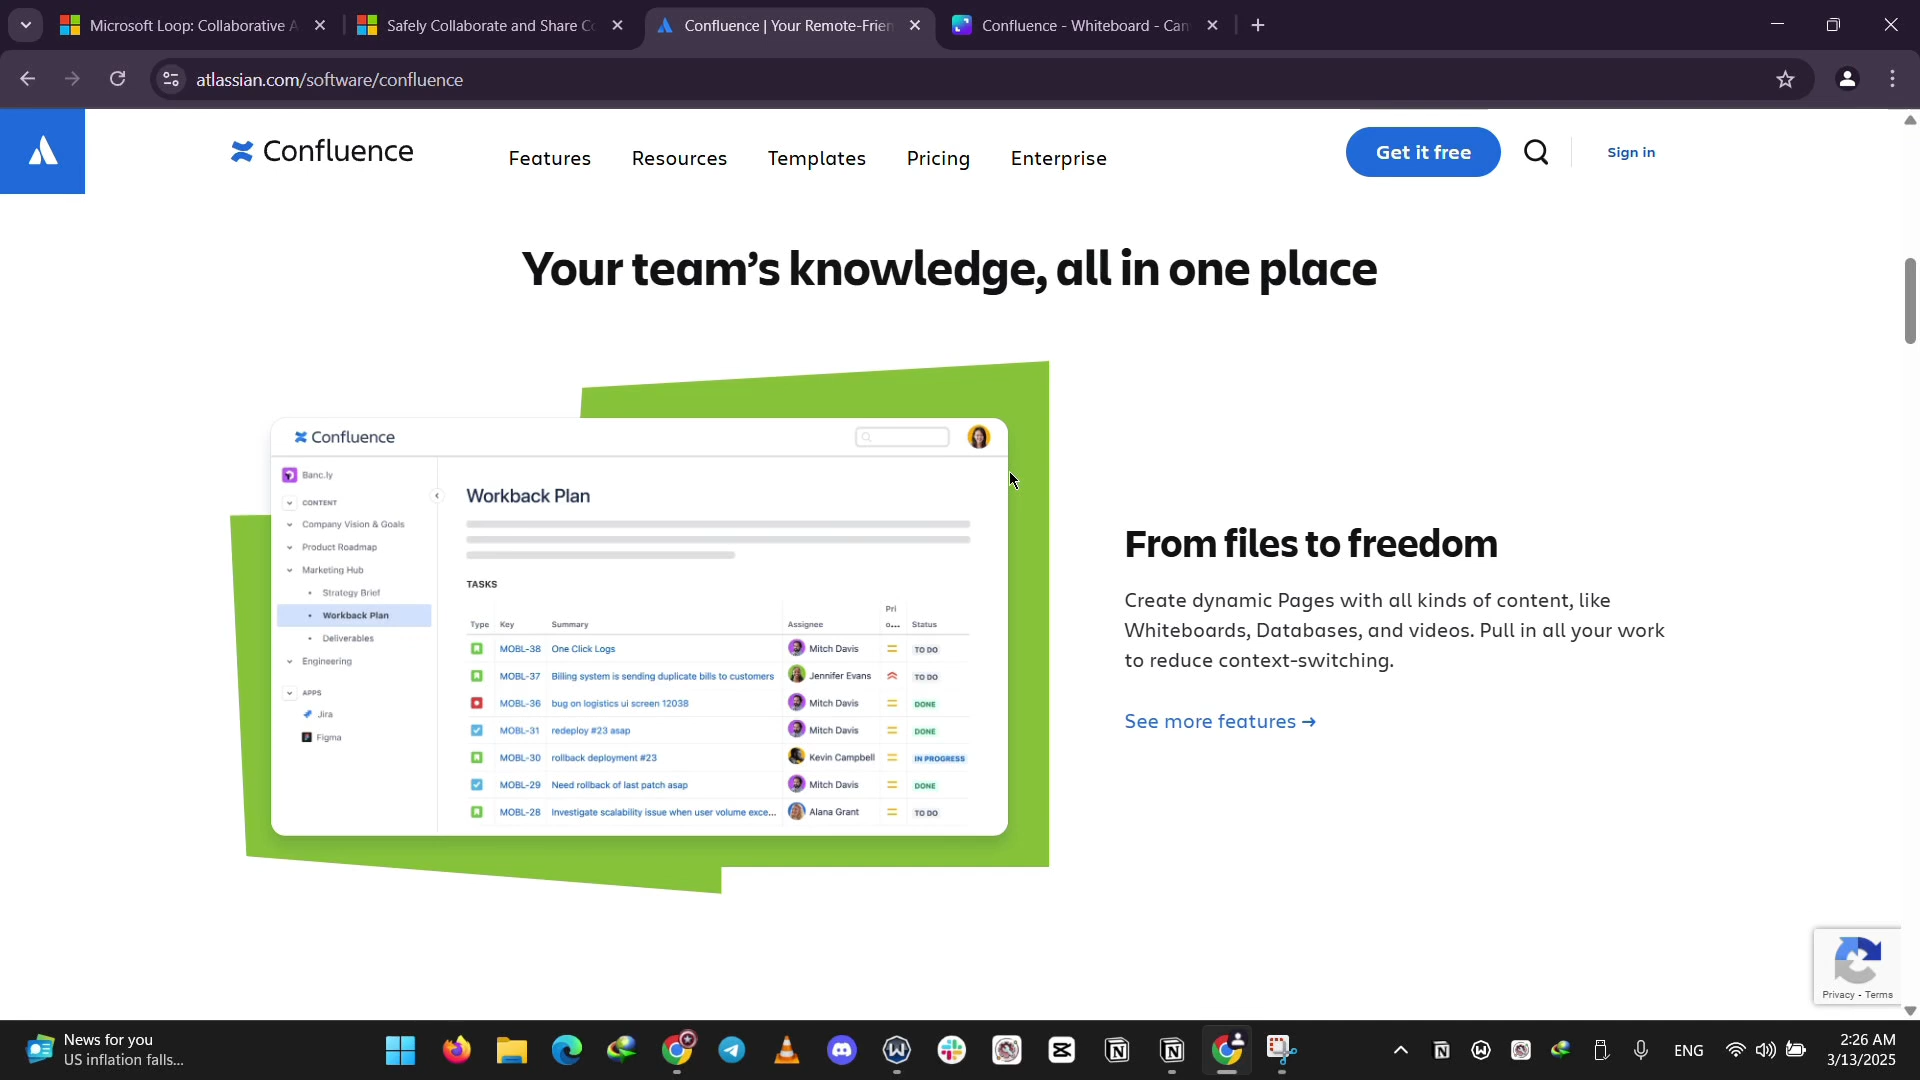 Microsoft Loop: Collaborative A
Safely Collaborate and Share Co
Confluence | Your Remote-Frien
Confluence - Whiteboard - Can
atlassian.com/software/confluence
Confluence
Features
Resources
Templates
Pricing
Enterprise
Get it free
Sign in
Your team’s knowledge, all in one place
Confluence
Banc.ly
CONTENT
Company Vision & Goals
Product Roadmap
Marketing Hub
Strategy Brief
Workback Plan
Deliverables
Engineering
APPS
Jira
Figma
Workback Plan
TASKS
Type Key Summary Assignee Pri o... Status
MOBL-38 One Click Logs Mitch Davis TO DO
MOBL-37 Billing system is sending duplicate bills to customers Jennifer Evans TO DO
MOBL-36 bug on logistics ui screen 12038 Mitch Davis DONE
MOBL-31 redeploy #23 asap Mitch Davis DONE
MOBL-30 rollback deployment #23 Kevin Campbell IN PROGRESS
MOBL-29 Need rollback of last patch asap Mitch Davis DONE
MOBL-28 Investigate scalability issue when user volume exce... Alana Grant TO DO
From files to freedom
Create dynamic Pages with all kinds of content, like
Whiteboards, Databases, and videos. Pull in all your work
to reduce context-switching.
See more features →
Privacy - Terms
News for you
US inflation falls...
ENG
2:26 AM
3/13/2025